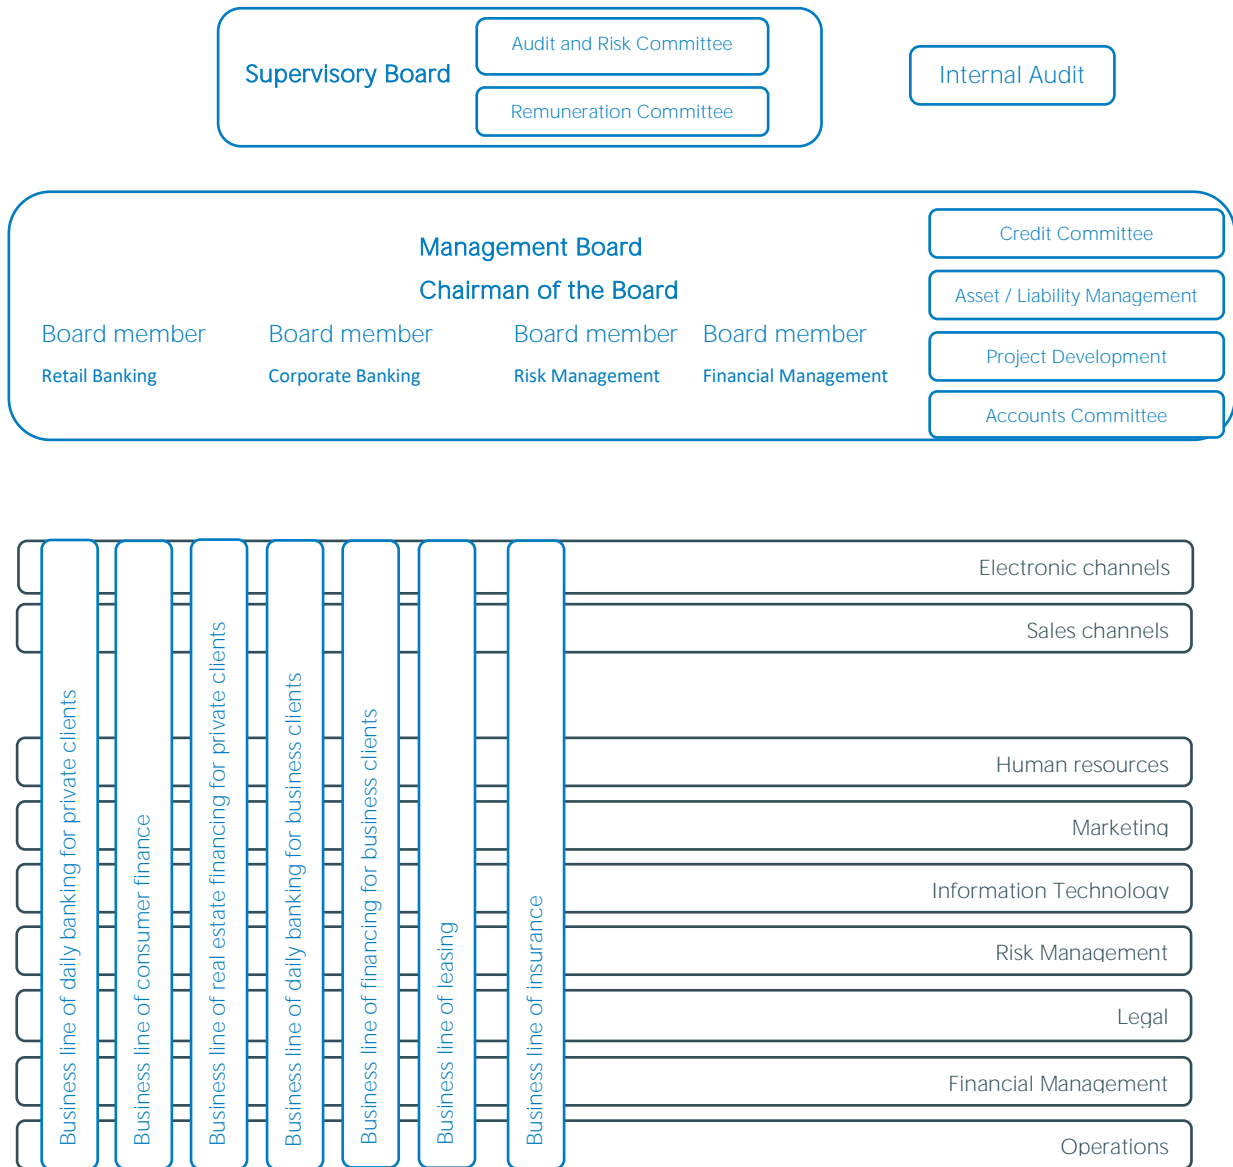 Audit and Risk Committee
Supervisory Board
Internal Audit
Remuneration Committee
Management Board
Chairman of the Board
Board member
Board member
Board member
Board member
Retail Banking
Corporate Banking
Risk Management
Financial Management
Credit Committee
Asset / Liability Management
Project Development
Accounts Committee
Electronic channels
Sales channels
Human resources
Marketing
Information Technology
Risk Management
Legal
Financial Management
Operations
Business line of daily banking for private clients
Business line of consumer finance
Business line of real estate financing for private clients
Business line of daily banking for business clients
Business line of financing for business clients
Business line of leasing
Business line of insurance